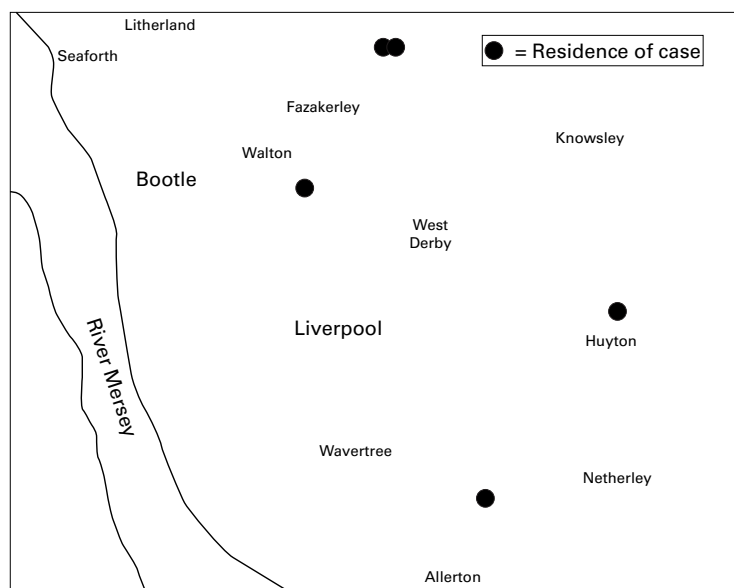 Litherland
Seaforth
= Residence of case
Fazakerley
Knowsley
Walton
Bootle
West
Derby
Liverpool
Huyton
River Mersey
Wavertree
Netherley
Allerton